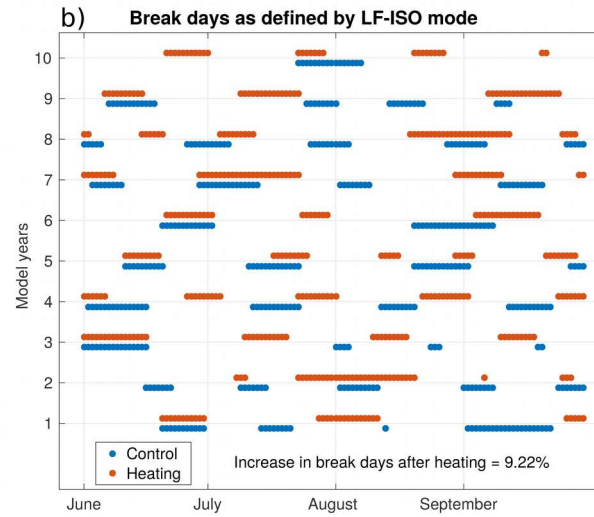 b) Break days as defined by LF-ISO mode
Model years
10
9
8
7
6
5
4
3
2
1
Control
Heating
Increase in break days after heating = 9.22%
June July August September